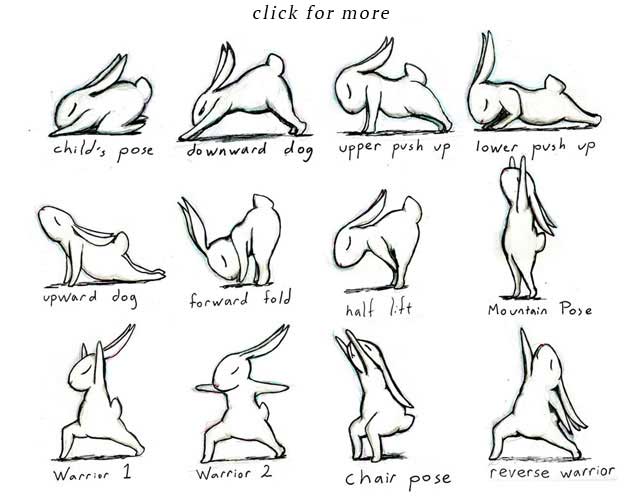 click for more
child's pose
downward dog
upper push up
lower push up
upward dog
forward fold
half lift
Mountain Pose
Warrior 1
Warrior 2
chair pose
reverse warrior